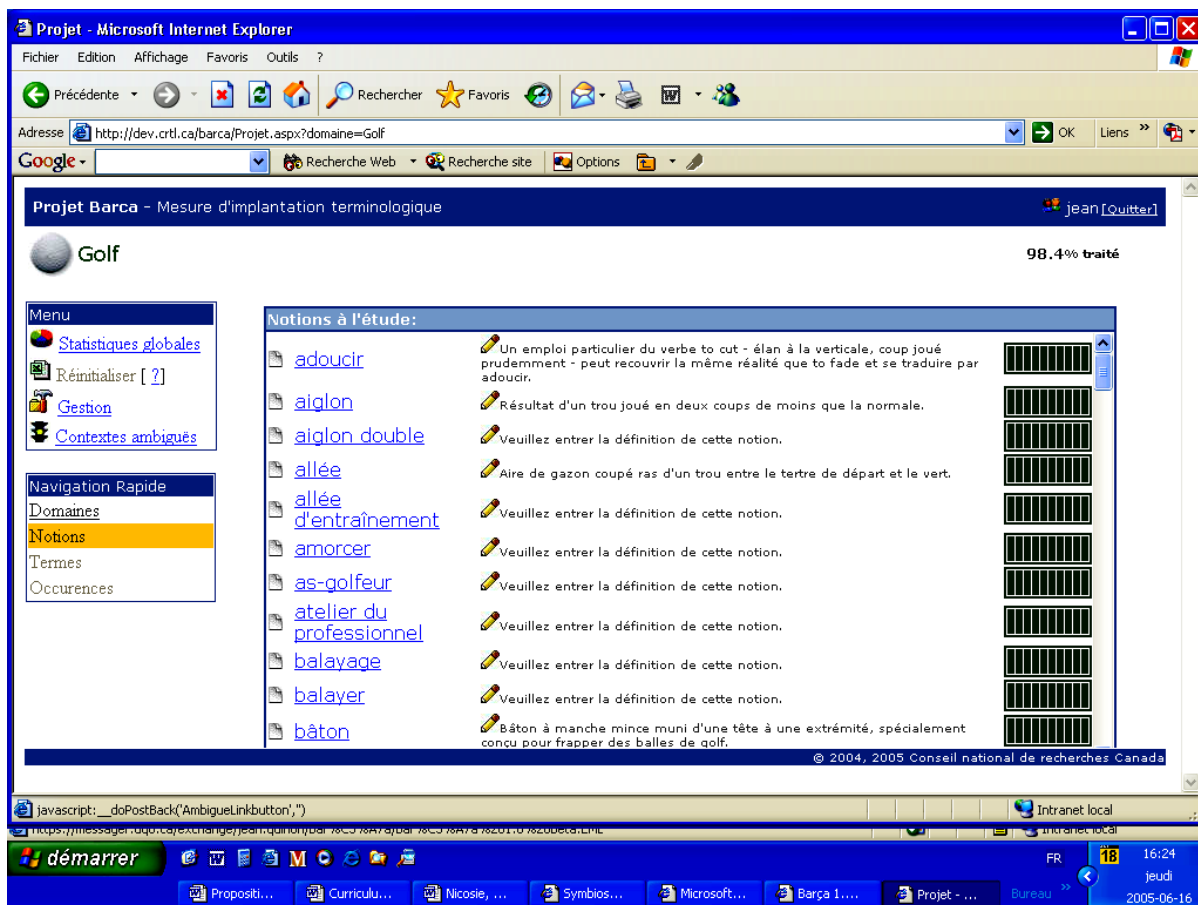 Projet - Microsoft Internet Explorer
Fichier Edition Affichage Favoris Outils ?
Précédente Rechercher Favoris
Adresse http://dev.crtl.ca/barca/Projet.aspx?domaine=Golf OK Liens »
Google Recherche Web Recherche site Options
Projet Barca - Mesure d'implantation terminologique jean [Quitter]
Golf 98.4% traité
Menu
Statistiques globales
Réinitialiser [ ?]
Gestion
Contextes ambiguës
Navigation Rapide
Domaines
Notions
Termes
Occurences
Notions à l'étude:
adoucir Un emploi particulier du verbe to cut - élan à la verticale, coup joué
prudemment - peut recouvrir la même réalité que to fade et se traduire par
adoucir.
aiglon Résultat d'un trou joué en deux coups de moins que la normale.
aiglon double Veuillez entrer la définition de cette notion.
allée Aire de gazon coupé ras d'un trou entre le tertre de départ et le vert.
allée
d'entraînement Veuillez entrer la définition de cette notion.
amorcer Veuillez entrer la définition de cette notion.
as-golfeur Veuillez entrer la définition de cette notion.
atelier du
professionnel Veuillez entrer la définition de cette notion.
balayage Veuillez entrer la définition de cette notion.
balayer Veuillez entrer la définition de cette notion.
bâton Bâton à manche mince muni d'une tête à une extrémité, spécialement
conçu pour frapper des balles de golf.
© 2004, 2005 Conseil national de recherches Canada
javascript:__doPostBack('AmbigueLinkbutton','') Intranet local
démarrer FR 18 16:24
jeudi
Propositi... Curriculu... Nicosie, ... Symbios... Microsoft... Barça 1.... Projet - ... Bureau » 2005-06-16